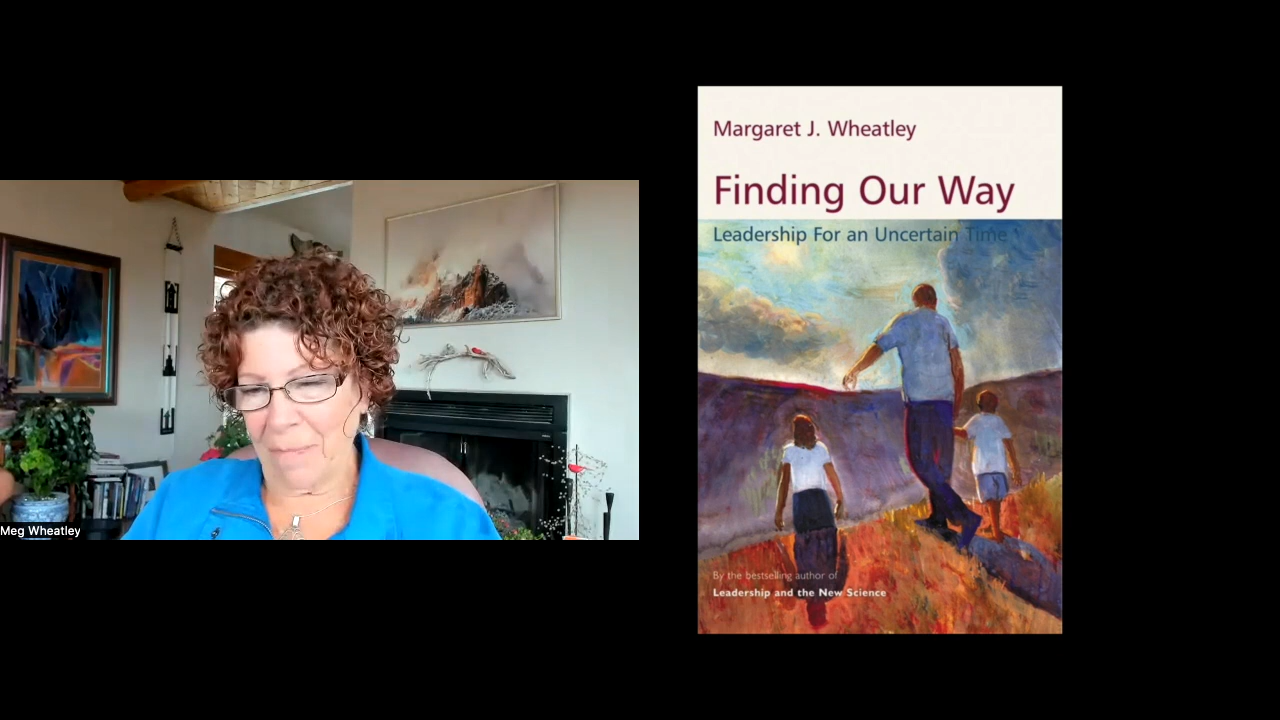 Meg Wheatley
Margaret J. Wheatley
Finding Our Way
Leadership For an Uncertain Time
By the bestselling author of
Leadership and the New Science